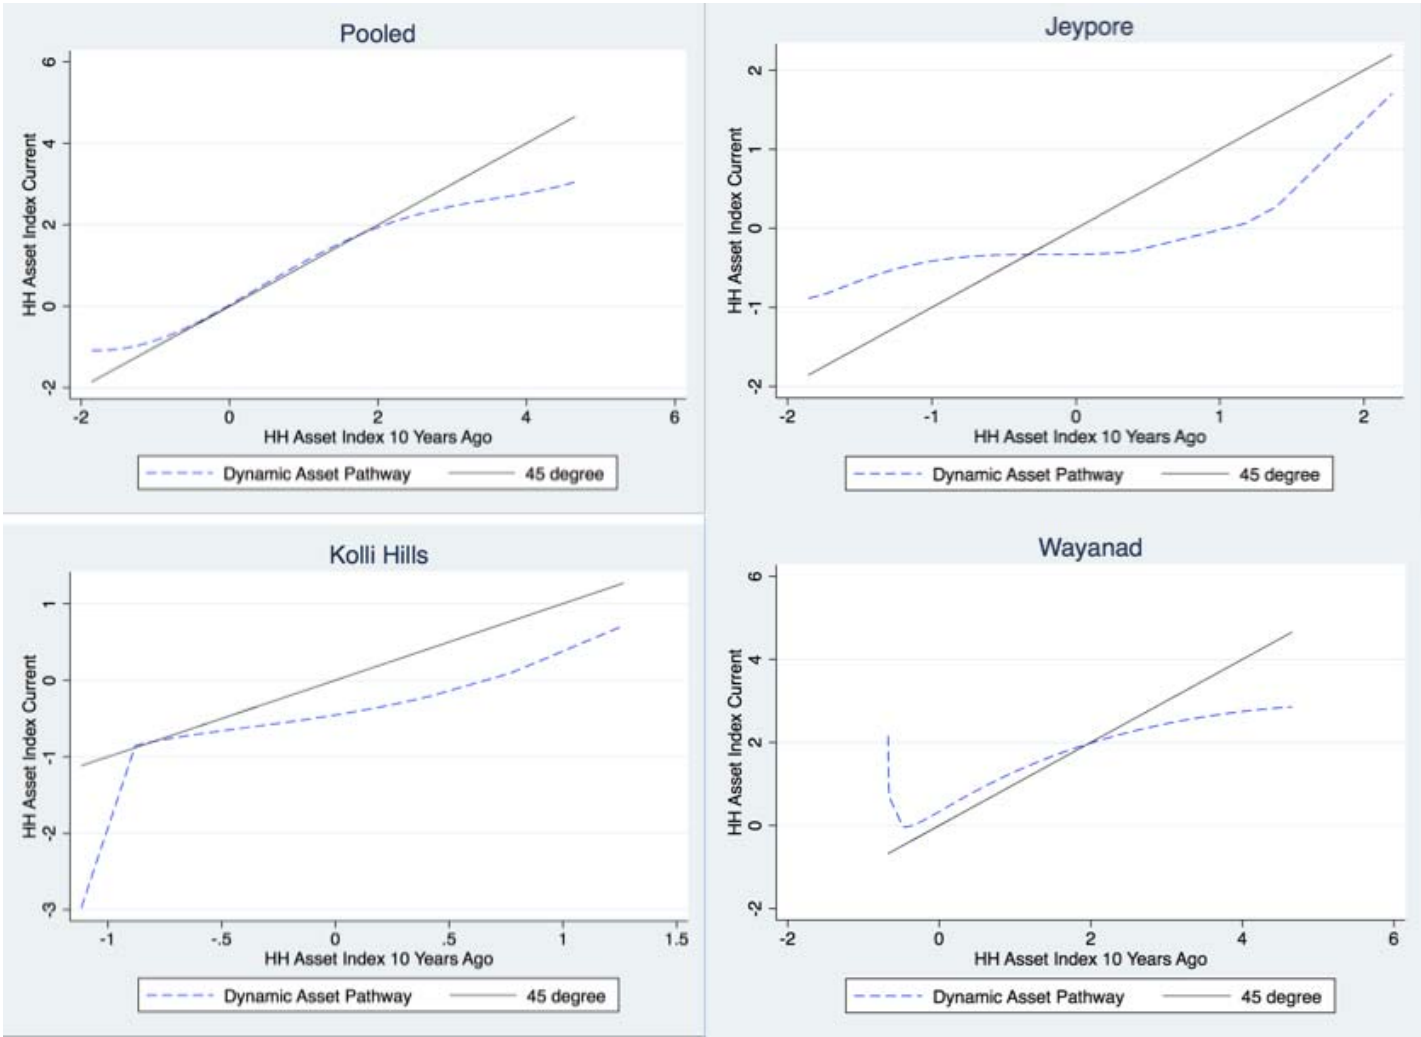 Pooled
HH Asset Index Current
6
4
2
0
-2
-2 0 2 4 6
HH Asset Index 10 Years Ago
Dynamic Asset Pathway 45 degree
Jeypore
HH Asset Index Current
2
1
0
-1
-2
-2 -1 0 1 2
HH Asset Index 10 Years Ago
Dynamic Asset Pathway 45 degree
Kolli Hills
HH Asset Index Current
1
0
-1
-2
-3
-1 -.5 0 .5 1 1.5
HH Asset Index 10 Years Ago
Dynamic Asset Pathway 45 degree
Wayanad
HH Asset Index Current
6
4
2
0
-2
-2 0 2 4 6
HH Asset Index 10 Years Ago
Dynamic Asset Pathway 45 degree